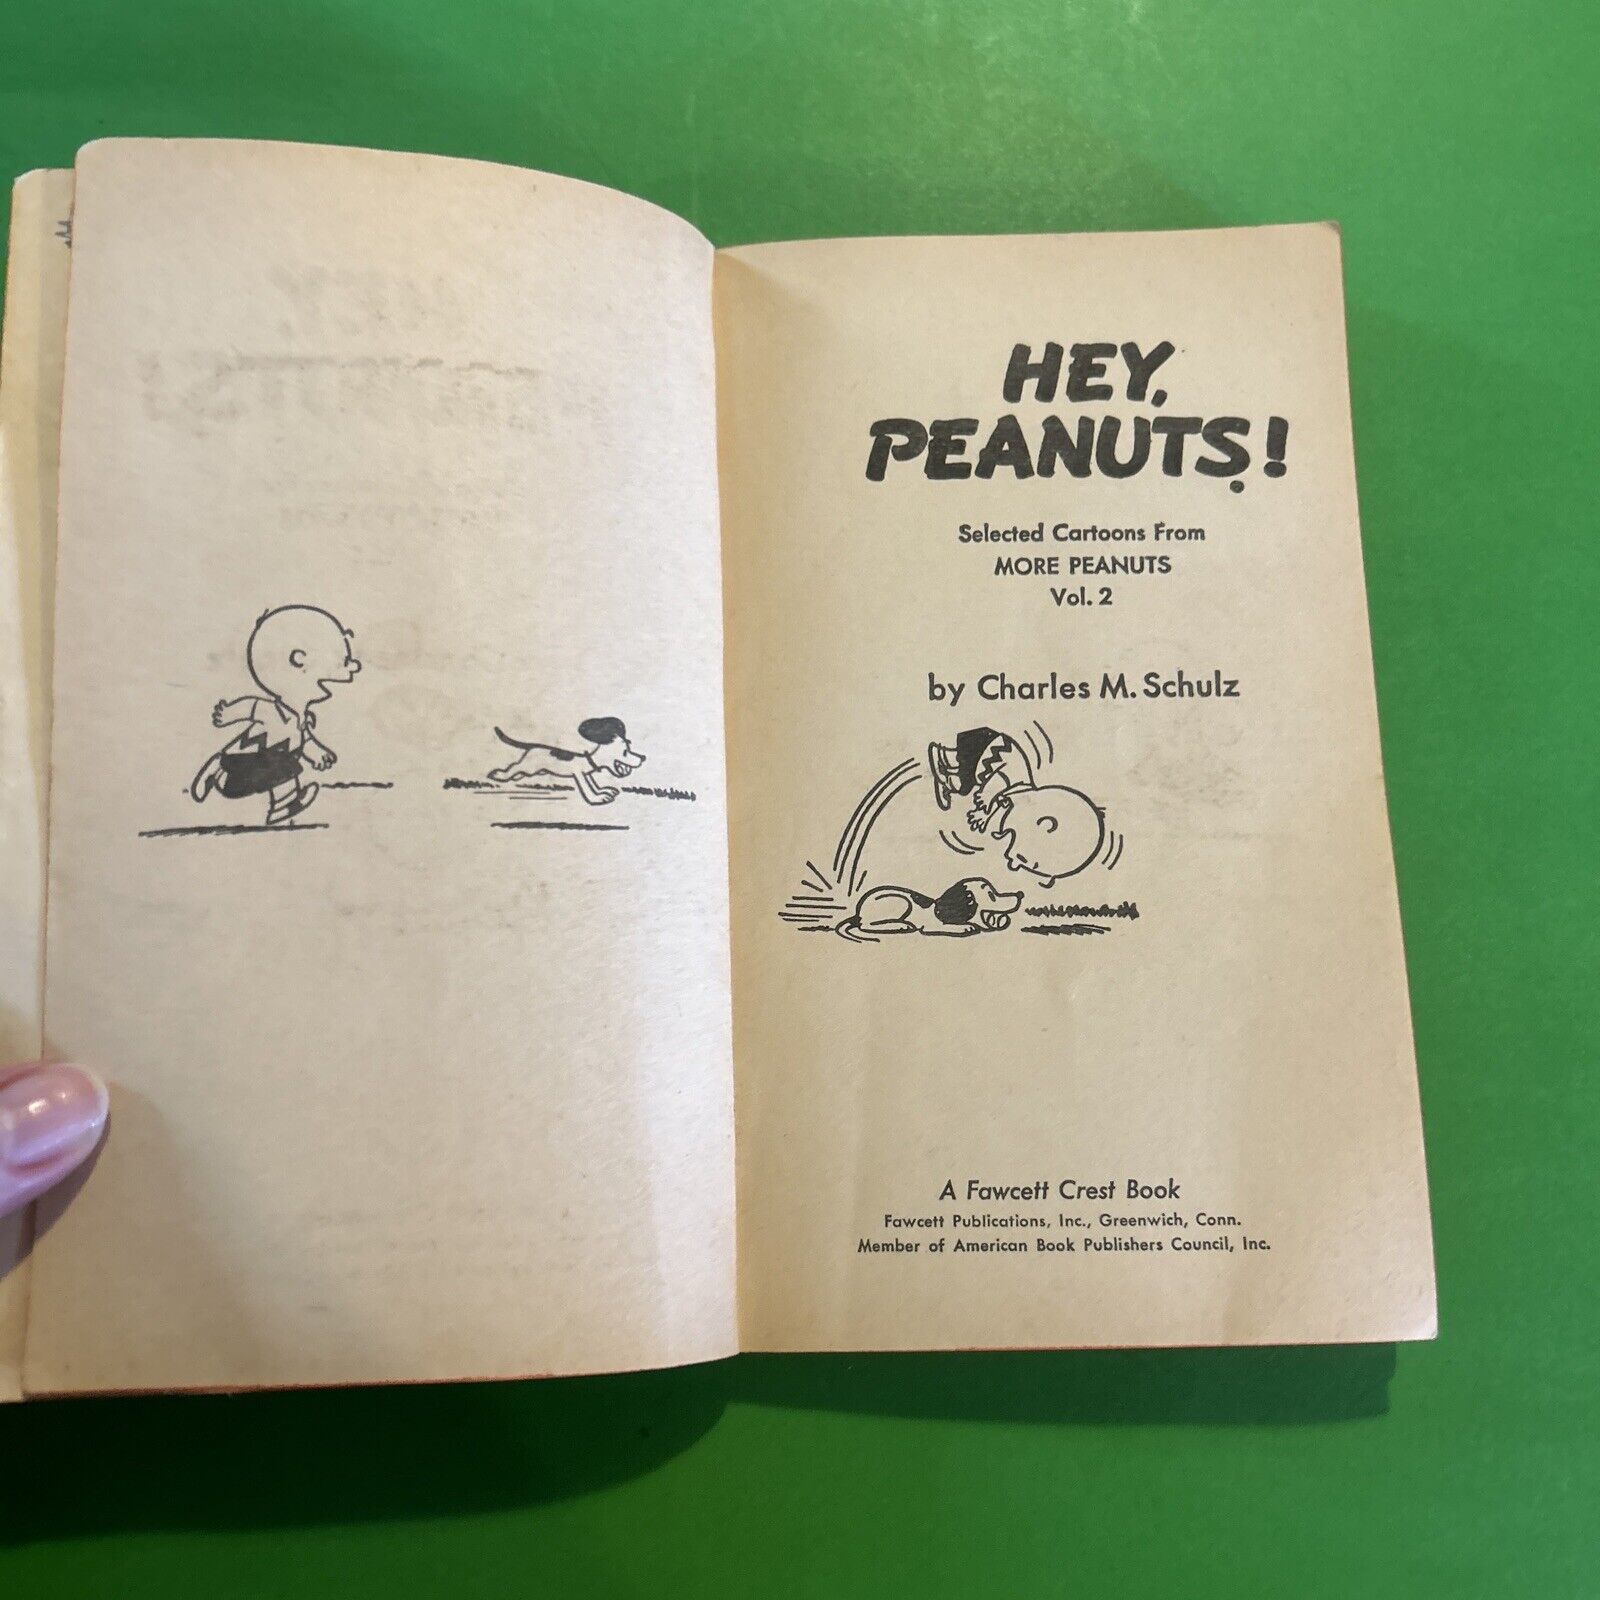 HEY,
PEANUTS!
Selected Cartoons From
MORE PEANUTS
Vol. 2
by Charles M. Schulz
A Fawcett Crest Book
Fawcett Publications, Inc., Greenwich, Conn.
Member of American Book Publishers Council, Inc.